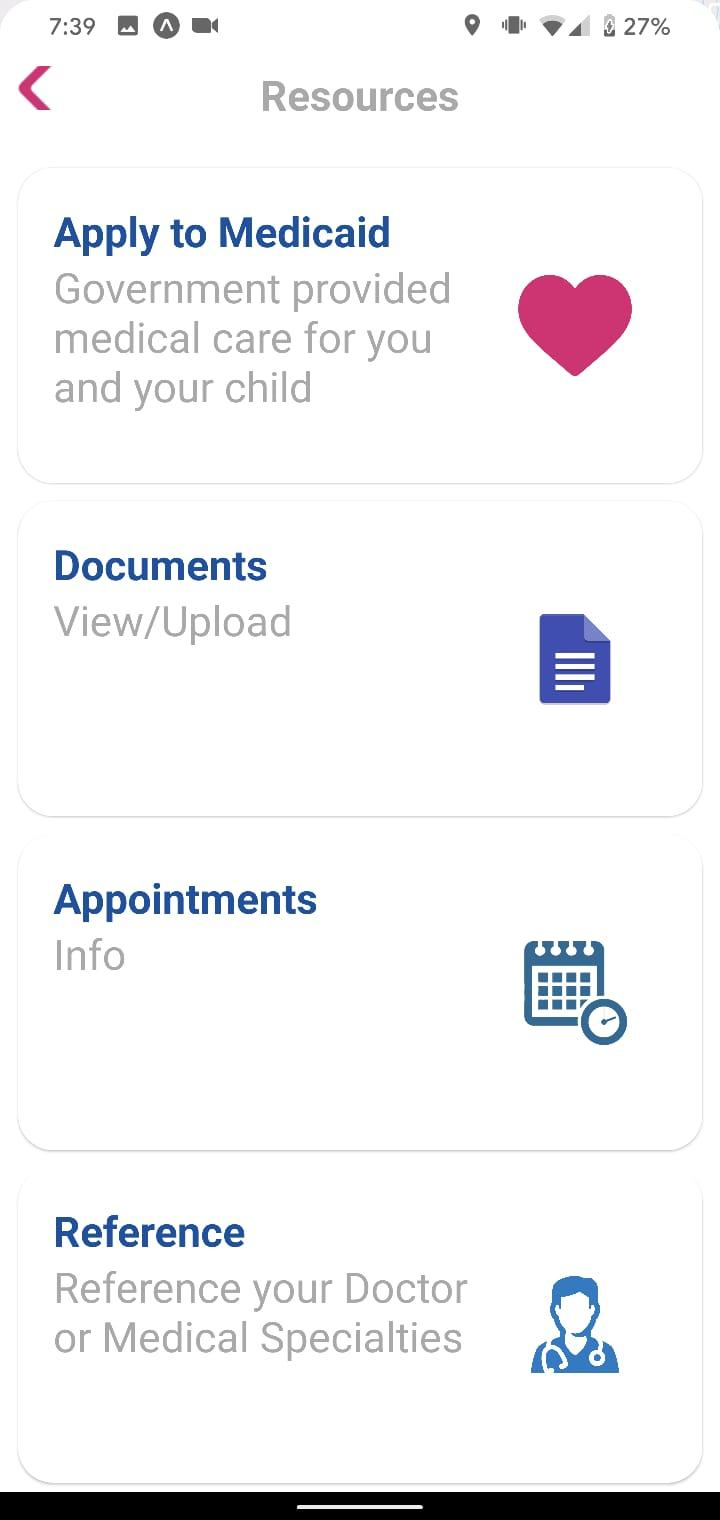 7:39
27%
Resources
Apply to Medicaid
Government provided
medical care for you
and your child
Documents
View/Upload
Appointments
Info
Reference
Reference your Doctor
or Medical Specialties